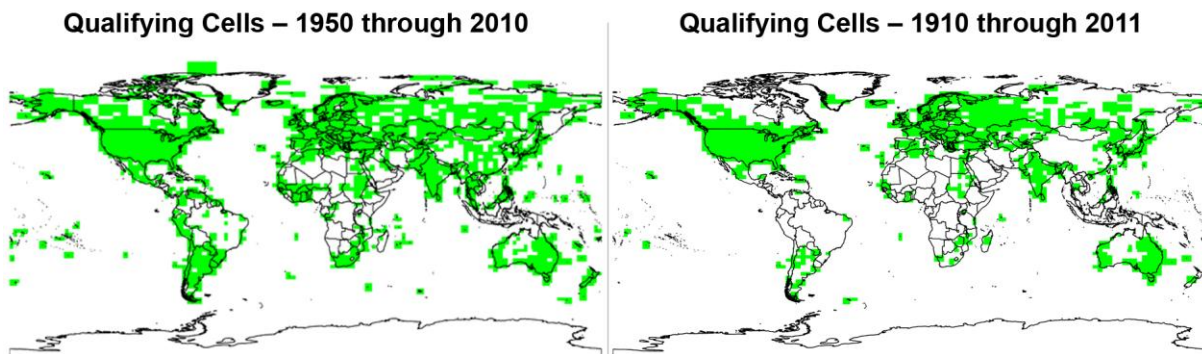 Qualifying Cells – 1950 through 2010
Qualifying Cells – 1910 through 2011